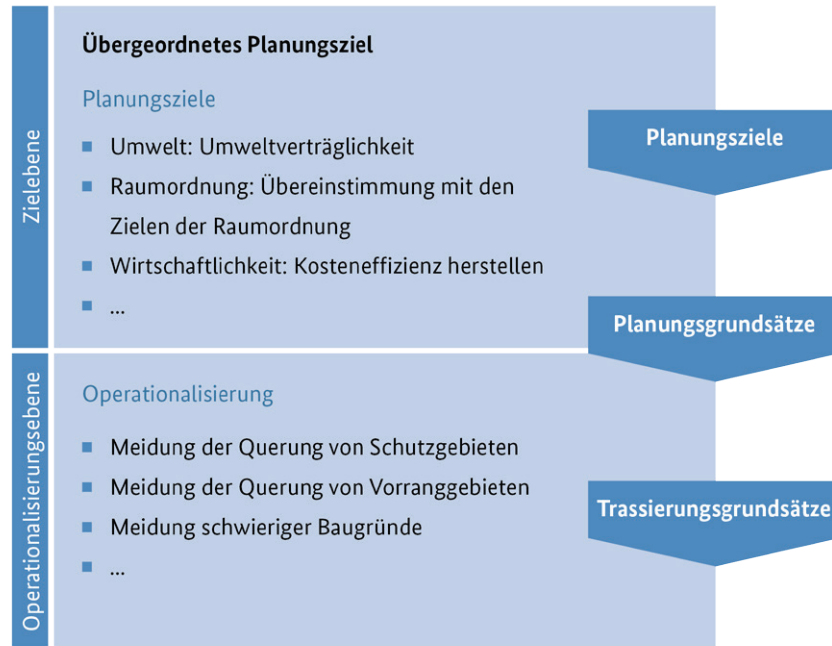 Zielebene
Übergeordnetes Planungsziel
Planungsziele
Umwelt: Umweltverträglichkeit
Raumordnung: Übereinstimmung mit den
Zielen der Raumordnung
Wirtschaftlichkeit: Kosteneffizienz herstellen
...
Planungsziele
Planungsgrundsätze
Operationalisierungsebene
Operationalisierung
Meidung der Querung von Schutzgebieten
Meidung der Querung von Vorranggebieten
Meidung schwieriger Baugründe
...
Trassierungsgrundsätze